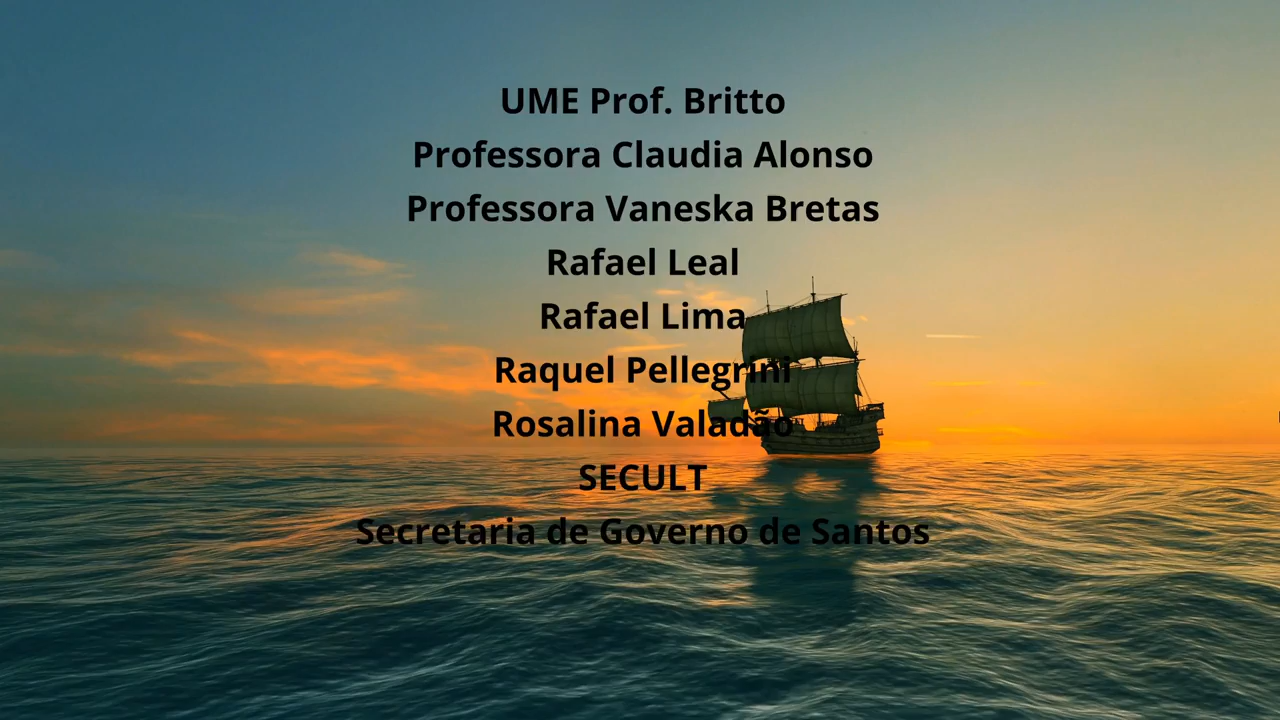 UME Prof. Britto
Professora Claudia Alonso
Professora Vaneska Bretas
Rafael Leal
Rafael Lima
Raquel Pellegrini
Rosalina Valadão
SECULT
Secretaria de Governo de Santos